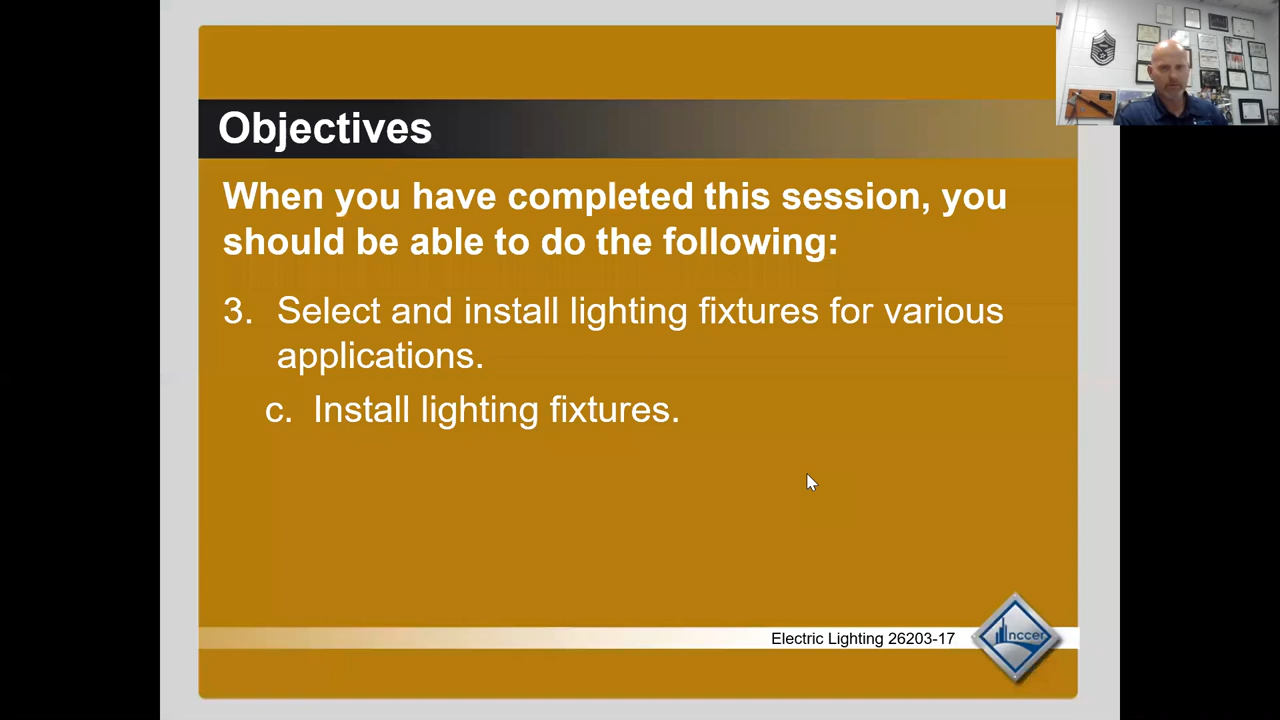 Objectives
When you have completed this session, you
should be able to do the following:
3. Select and install lighting fixtures for various
applications.
c. Install lighting fixtures.
Electric Lighting 26203-17
nccer